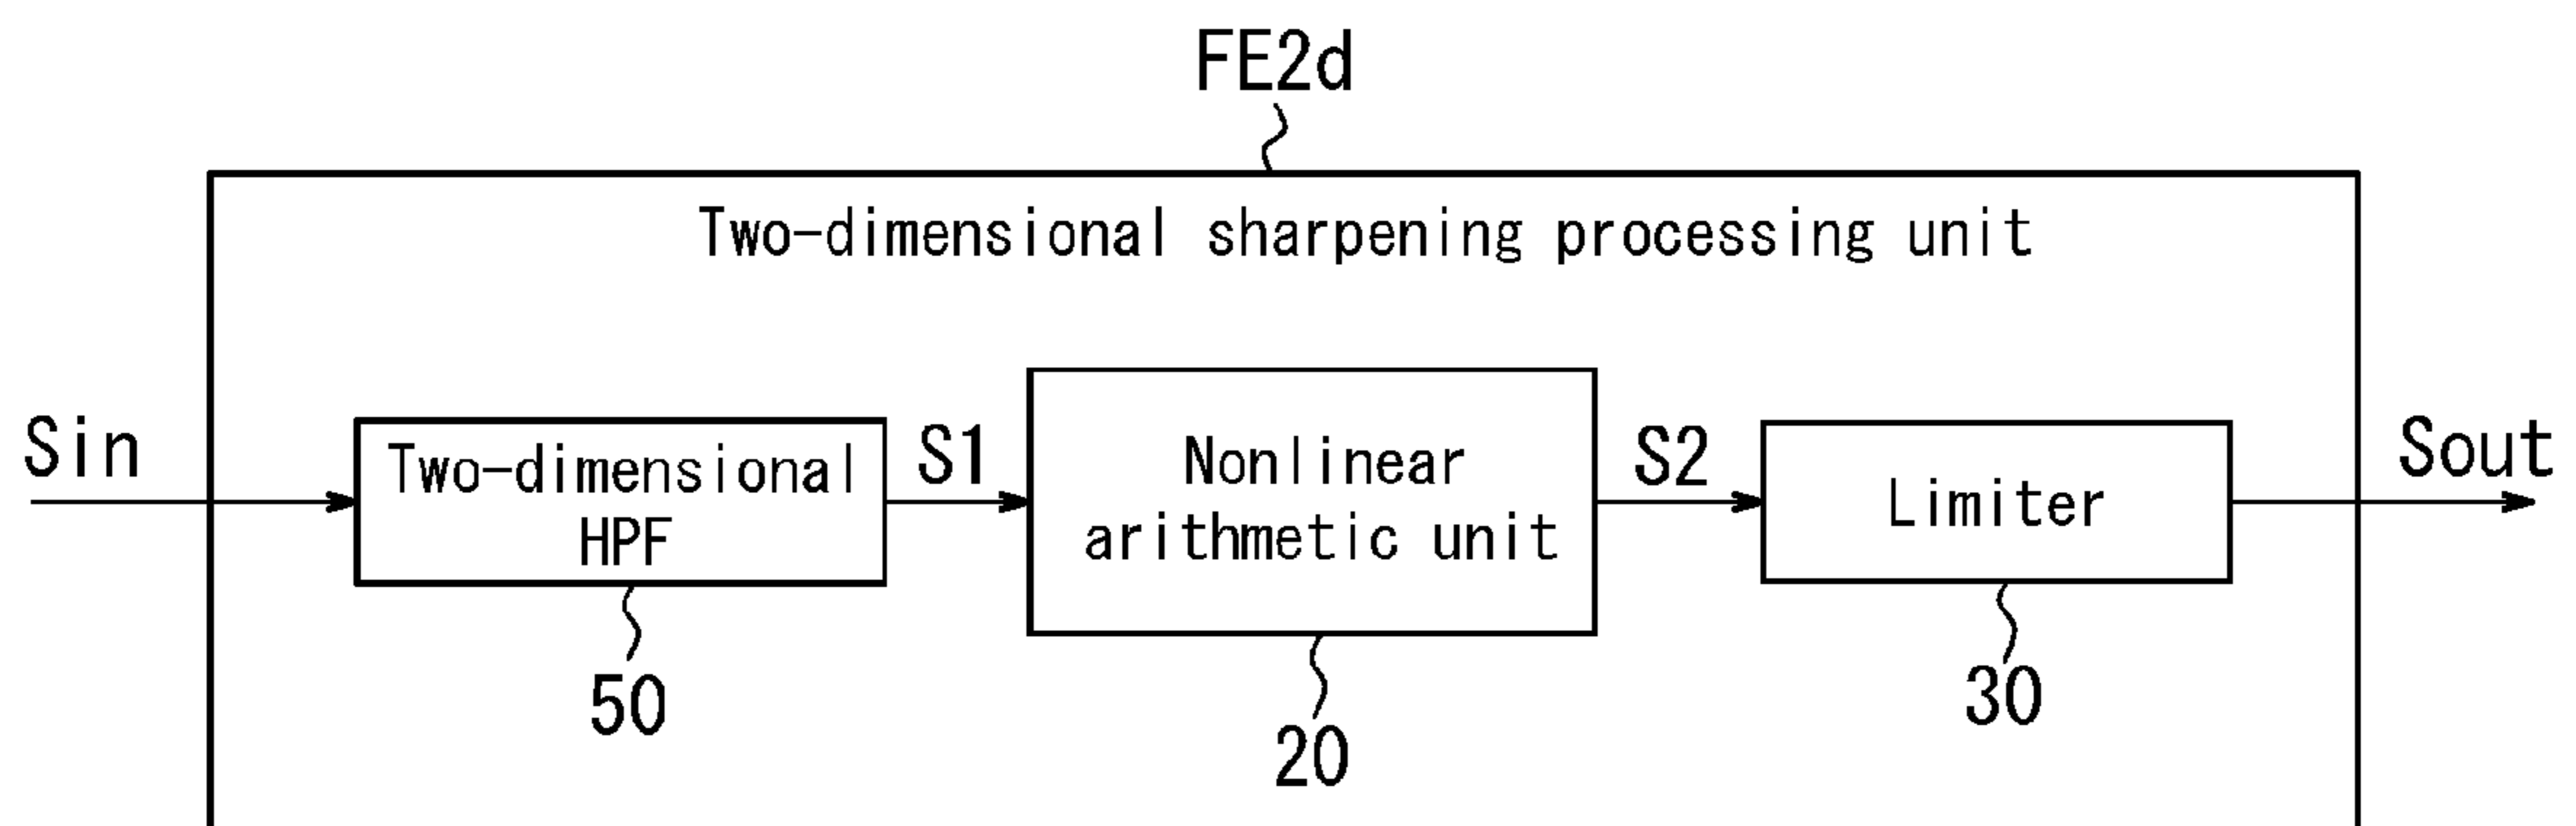 FE2d
Two-dimensional sharpening processing unit
Sin
Two-dimensional
HPF
S1
Nonlinear
arithmetic unit
S2
Limiter
Sout
50
20
30